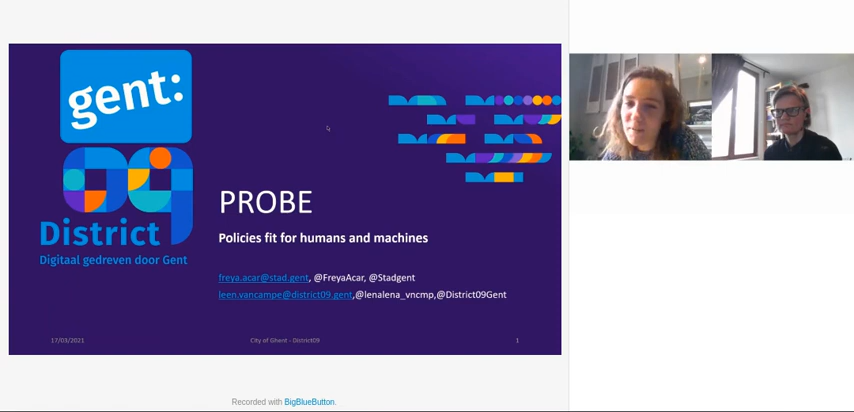 gent:
District
Digitaal gedreven door Gent
PROBE
Policies fit for humans and machines
freya.acar@stad.gent, @FreyaAcar, @Stadgent
leen.vancampe@district09.gent,@lenalena_vncmp,@District09Gent
17/03/2021
City of Ghent - District09
1
Recorded with BigBlueButton.